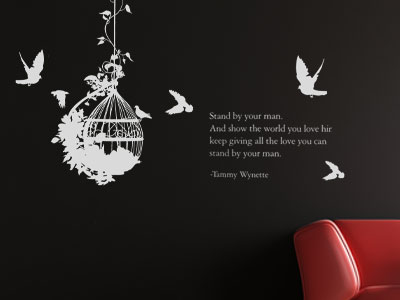 Stand by your man.
And show the world you love hir
keep giving all the love you can
stand by your man.
-Tammy Wynette